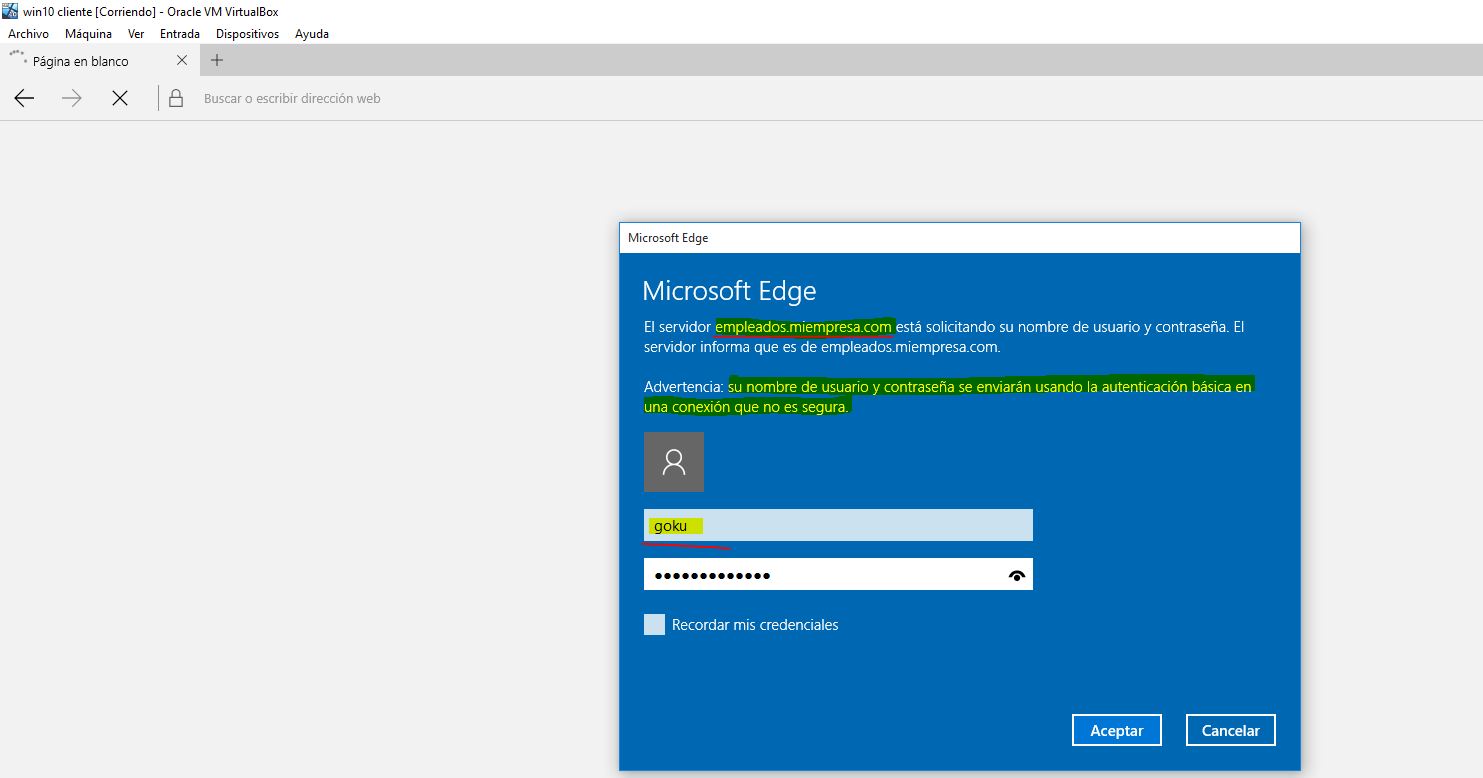 win10 cliente [Corriendo] - Oracle VM VirtualBox
Archivo Máquina Ver Entrada Dispositivos Ayuda
Página en blanco
Buscar o escribir dirección web
Microsoft Edge
Microsoft Edge
El servidor empleados.miempresa.com está solicitando su nombre de usuario y contraseña. El
servidor informa que es de empleados.miempresa.com.
Advertencia: su nombre de usuario y contraseña se enviarán usando la autenticación básica en
una conexión que no es segura.
goku
•••••••••••••
Recordar mis credenciales
Aceptar Cancelar